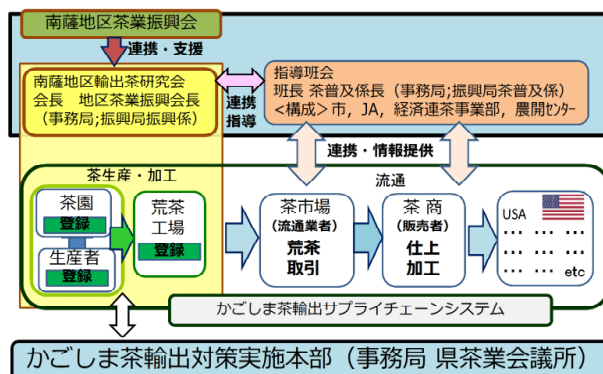 南薩地区茶業振興会
連携・支援
南薩地区輸出茶研究会
会長 地区茶業振興会長
(事務局;振興局振興係)
連携
指導
指導班会
班長 茶普及係長(事務局;振興局茶普及係)
<構成>市,JA,経済連茶事業部,農開センター
連携・情報提供
茶生産・加工
流通
茶園
登録
生産者
登録
荒茶
工場
登録
茶市場
(流通業者)
荒茶
取引
茶 商
(販売者)
仕上
加工
USA
… … …
… … …
… … etc
かごしま茶輸出サプライチェーンシステム
かごしま茶輸出対策実施本部(事務局 県茶業会議所)